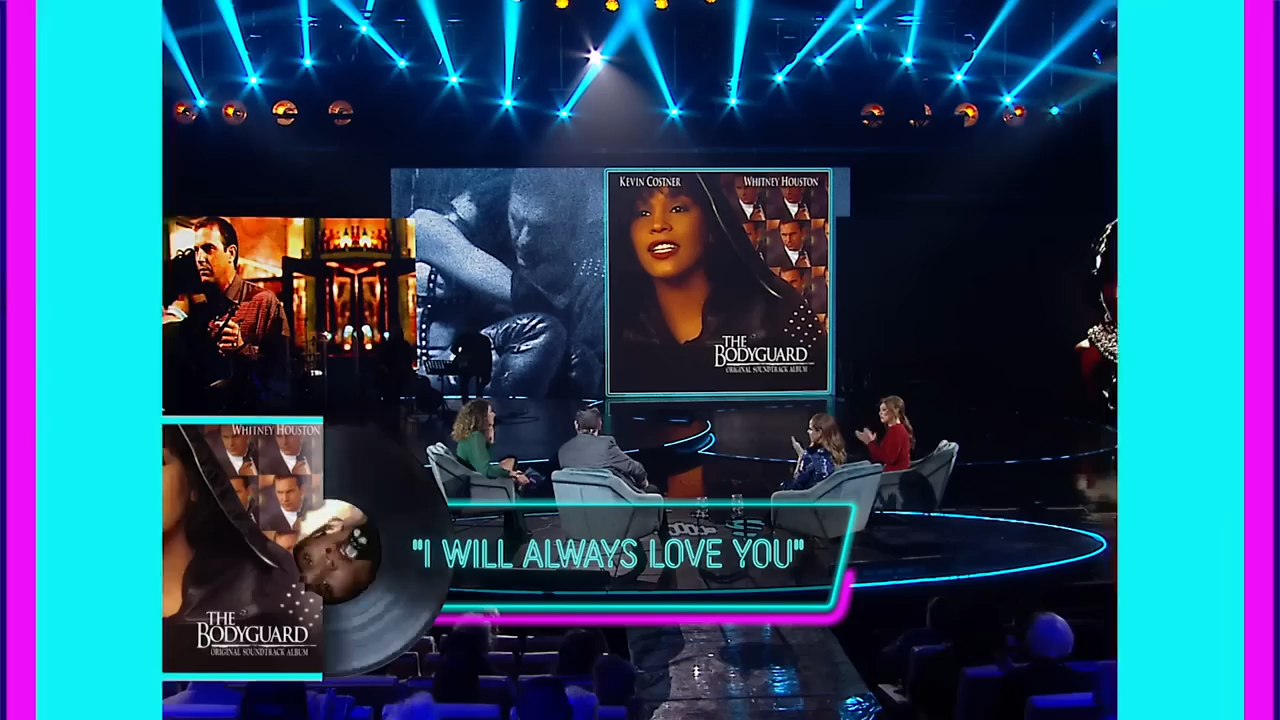 KEVIN COSTNER
WHITNEY HOUSTON
THE
BODYGUARD
ORIGINAL SOUNDTRACK ALBUM
WHITNEY HOUSTON
"I WILL ALWAYS LOVE YOU"
THE
BODYGUARD
ORIGINAL SOUNDTRACK ALBUM